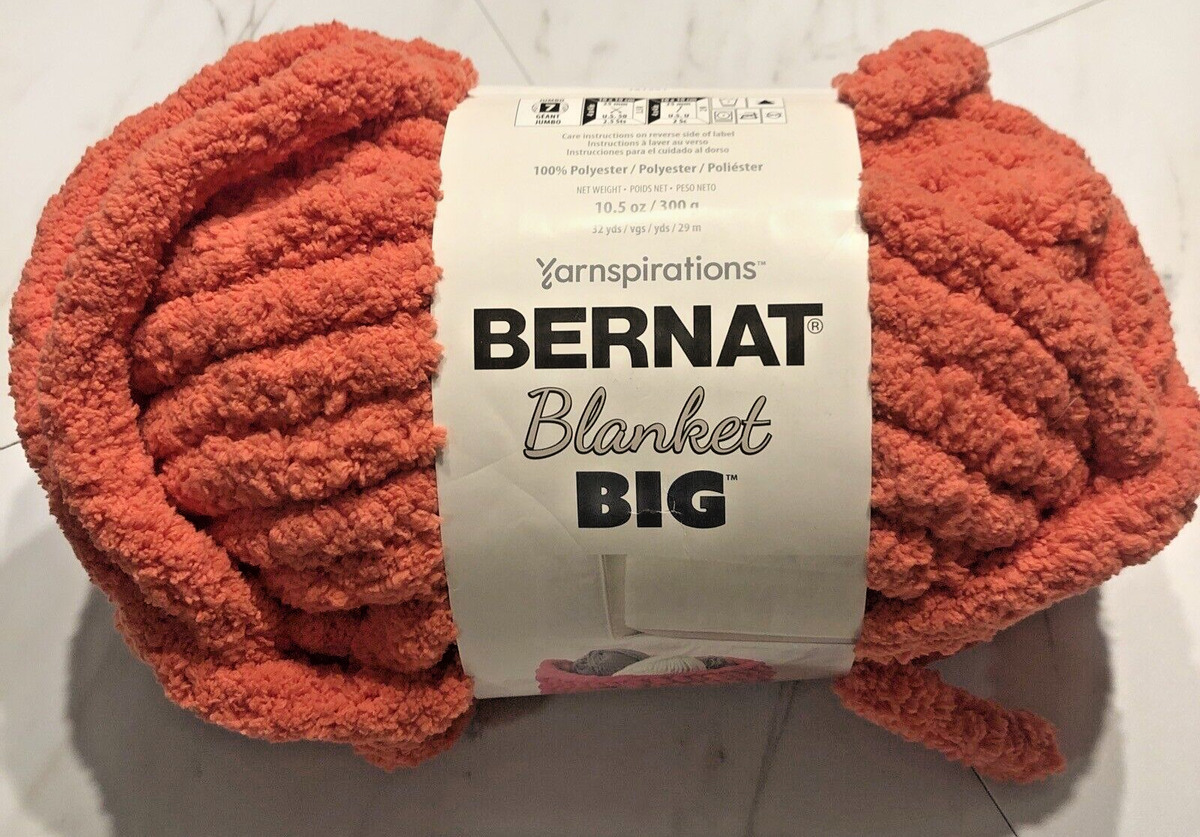 JUMBO
7
GÉANT
JUMBO
Care instructions on reverse side of label
Instructions à laver au verso
Instrucciones para el cuidado al dorso
100% Polyester / Polyester / Poliéster
NET WEIGHT • POIDS NET • PESO NETO
10.5 oz / 300 g
32 yds / vgs / yds / 29 m
Yarnspirations™
BERNAT®
Blanket
BIG™